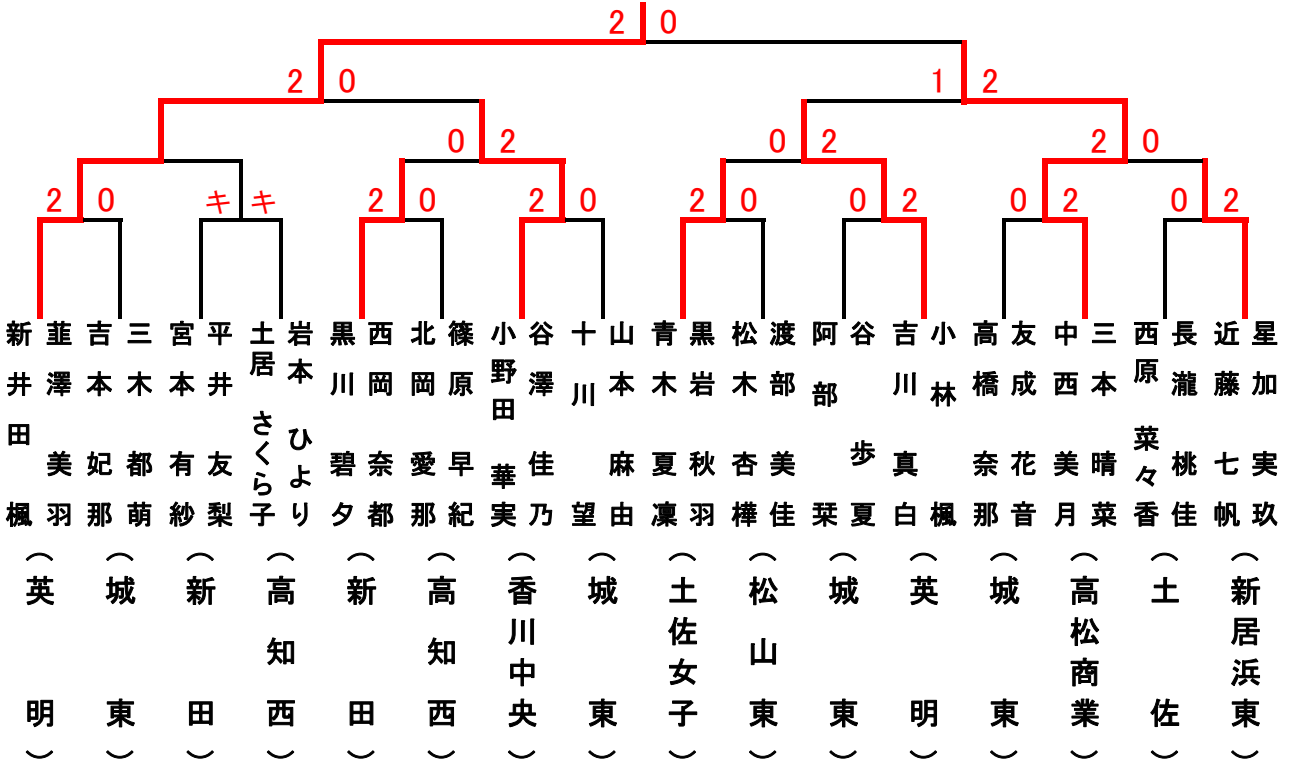 2 0
2 0
1 2
0 2
0 2
2 0
2 0
キ キ
2 0
2 0
2 0
0 2
0 2
0 2
新井田 楓
韮澤 美羽
（英明）
吉本 妃那
三木 都萌
（城東）
宮本 有紗
平井 友梨
（新田）
土居 さくら子
岩本 ひより
（高知西）
黒川 碧夕
西岡 奈都
（新田）
北岡 愛那
篠原 早紀
（高知西）
小野田 華実
谷澤 佳乃
（香川中央）
十川 望
山本 麻由
（城東）
青木 夏凜
黒岩 秋羽
（土佐女子）
松木 杏樺
渡部 美佳
（松山東）
阿部 栞
谷 歩夏
（城東）
吉川 真白
小林 楓
（英明）
高橋 奈那
友成 花音
（城東）
中西 美月
三本 晴菜
（高松商業）
西原 菜々香
長瀧 桃佳
（土佐）
近藤 七帆
星加 実玖
（新居浜東）